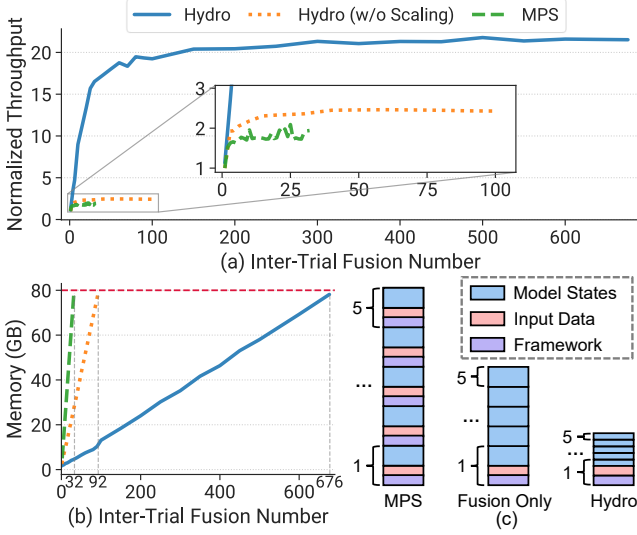 Hydro Hydro (w/o Scaling) MPS
Normalized Throughput
20
15
10
5
0
3
2
1
0 25 50 75 100
0 100 200 300 400 500 600
(a) Inter-Trial Fusion Number
Memory (GB)
80
60
40
20
0
0 32 92 200 400 600 676
(b) Inter-Trial Fusion Number
Model States
Input Data
Framework
5
...
1
MPS
5
...
1
Fusion Only
5
...
1
Hydro
(c)